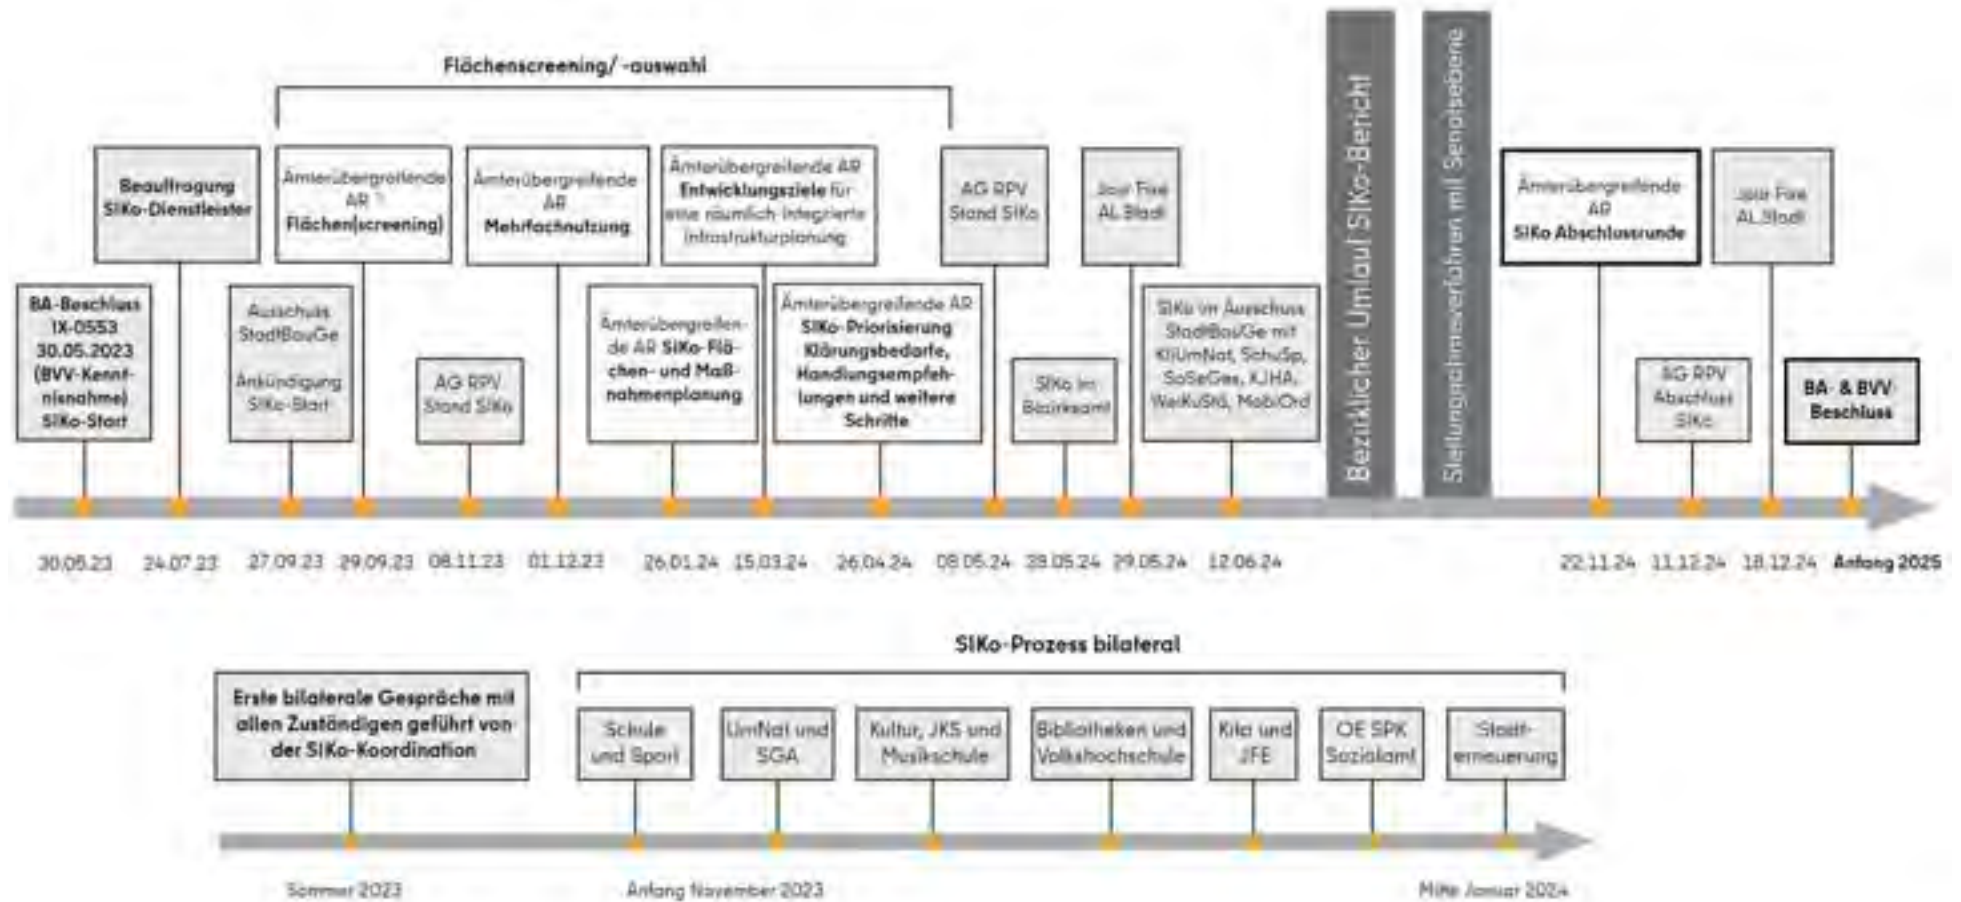 Flächenscreening/ -auswahl
Beauftragung
SIKo-Dienstleister
Ämterübergreifende
AR
Flächen(screening)
Ämterübergreifende
AR
Mehrfachnutzung
Ämterübergreifende AR
Entwicklungsziele für
eine räumlich-integrierte
Infrastrukturplanung
AG RPV
Stand SIKo
Jour Fixe
AL Stadt
Bezirklicher Umlauf SIKo-Bericht
Stellungnahmeverfahren mit Senatsebene
Ämterübergreifende
AR
SIKo Abschlussrunde
Jour Fixe
AL Stadt
BA-Beschluss
IX-0553
30.05.2023
(BVV-Kennt-
nisnahme)
SIKo-Start
Ausschuss
StadtBauGe
Ankündigung
SIKo-Start
AG RPV
Stand SIKo
Ämterübergreifen-
de AR SIKo-Flä-
chen- und Maß-
nahmenplanung
Ämterübergreifende AR
SIKo-Priorisierung
Klärungsbedarfe,
Handlungsempfeh-
lungen und weitere
Schritte
SIKo im
Bezirksamt
SIKo im Ausschuss
StadtBauGe mit
KliUmNat, SchuSp,
SoSeGes, KJHA,
WeiKuStä, MobiOrd
AG RPV
Abschluss
SIKo
BA- & BVV-
Beschluss
30.05.23 24.07.23 27.09.23 29.09.23 08.11.23 01.12.23 26.01.24 15.03.24 26.04.24 08.05.24 28.05.24 29.05.24 12.06.24 22.11.24 11.12.24 18.12.24 Anfang 2025
SIKo-Prozess bilateral
Erste bilaterale Gespräche mit
allen Zuständigen geführt von
der SIKo-Koordination
Schule
und Sport
UmNat und
SGA
Kultur, JKS und
Musikschule
Bibliotheken und
Volkshochschule
Kita und
JFE
OE SPK
Sozialamt
Stadt-
erneuerung
Sommer 2023 Anfang November 2023 Mitte Januar 2024